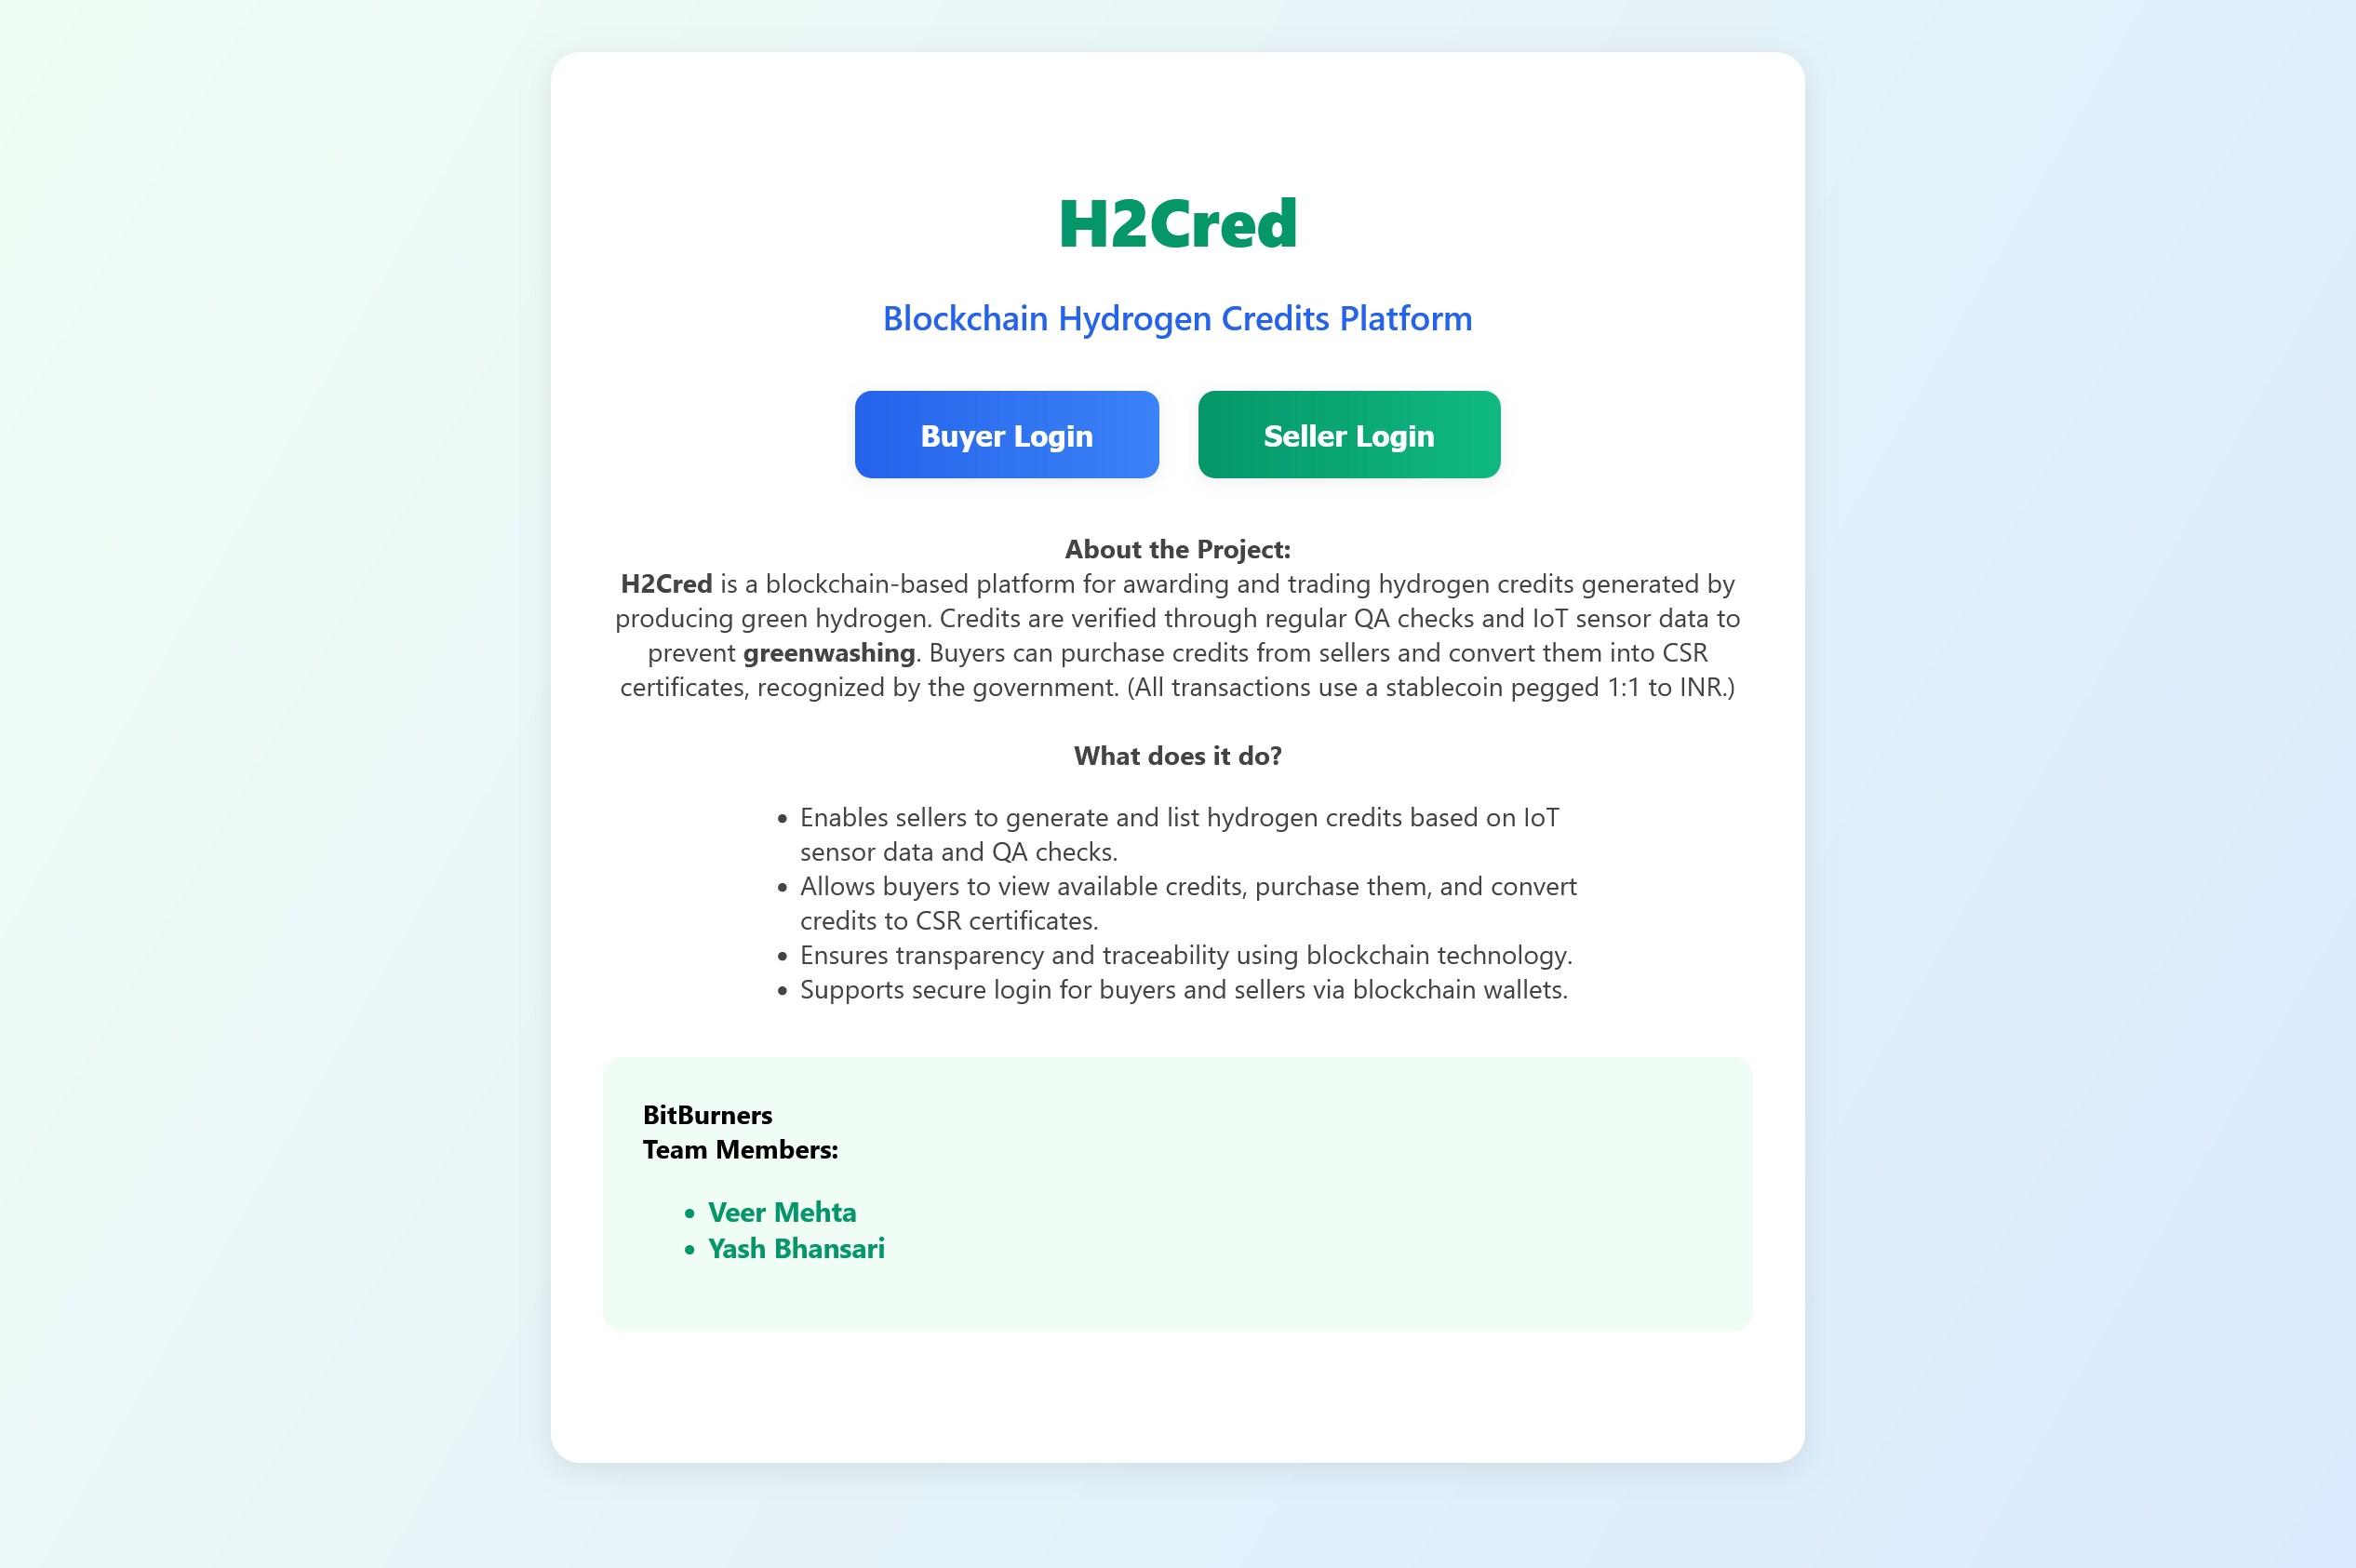 H2Cred
Blockchain Hydrogen Credits Platform
Buyer Login
Seller Login
About the Project:
H2Cred is a blockchain-based platform for awarding and trading hydrogen credits generated by
producing green hydrogen. Credits are verified through regular QA checks and IoT sensor data to
prevent greenwashing. Buyers can purchase credits from sellers and convert them into CSR
certificates, recognized by the government. (All transactions use a stablecoin pegged 1:1 to INR.)
What does it do?
• Enables sellers to generate and list hydrogen credits based on IoT
sensor data and QA checks.
• Allows buyers to view available credits, purchase them, and convert
credits to CSR certificates.
• Ensures transparency and traceability using blockchain technology.
• Supports secure login for buyers and sellers via blockchain wallets.
BitBurners
Team Members:
• Veer Mehta
• Yash Bhansari